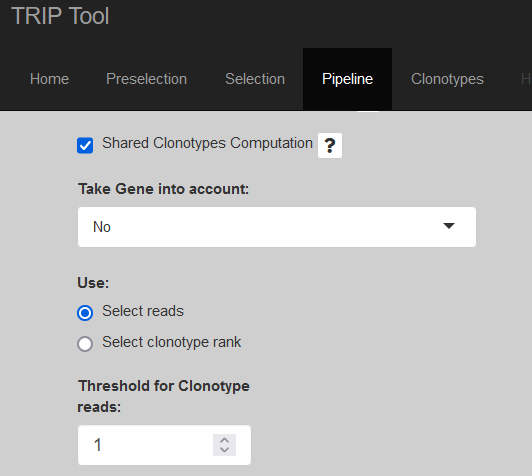 TRIP Tool
Home Preselection Selection Pipeline Clonotypes H
Shared Clonotypes Computation ?
Take Gene into account:
No
Use:
Select reads
Select clonotype rank
Threshold for Clonotype
reads:
1